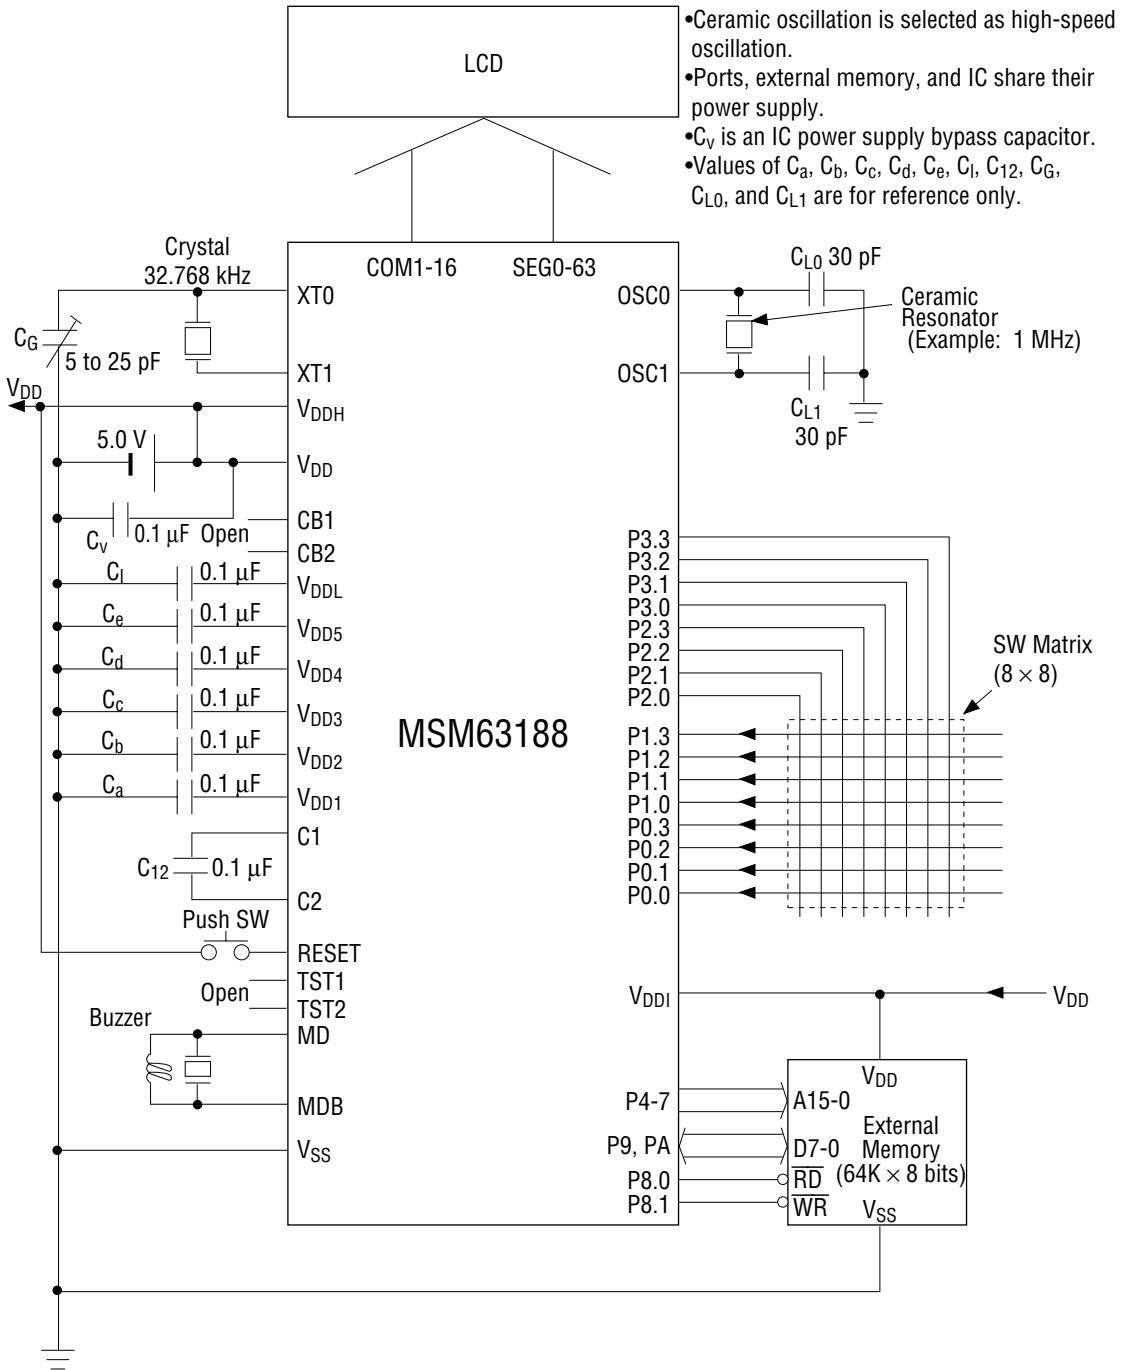 LCD
•Ceramic oscillation is selected as high-speed
oscillation.
•Ports, external memory, and IC share their
power supply.
•Cv is an IC power supply bypass capacitor.
•Values of Ca, Cb, Cc, Cd, Ce, Cl, C12, CG,
CL0, and CL1 are for reference only.
Crystal
32.768 kHz
COM1-16
SEG0-63
CL0 30 pF
XT0
OSC0
Ceramic
Resonator
(Example: 1 MHz)
CG
5 to 25 pF
XT1
OSC1
VDD
VDDH
CL1
30 pF
5.0 V
VDD
Cv
0.1 µF
Open
CB1
CB2
Cl
0.1 µF
VDDL
Ce
0.1 µF
VDD5
Cd
0.1 µF
VDD4
Cc
0.1 µF
VDD3
Cb
0.1 µF
VDD2
Ca
0.1 µF
VDD1
MSM63188
P3.3
P3.2
P3.1
P3.0
P2.3
P2.2
P2.1
P2.0
SW Matrix
(8 × 8)
P1.3
P1.2
P1.1
P1.0
P0.3
P0.2
P0.1
P0.0
C1
C12
0.1 µF
C2
Push SW
RESET
Open
TST1
TST2
Buzzer
MD
MDB
VSS
VDDI
VDD
P4-7
P9, PA
P8.0
P8.1
VDD
A15-0
External
Memory
(64K × 8 bits)
D7-0
RD
WR
VSS